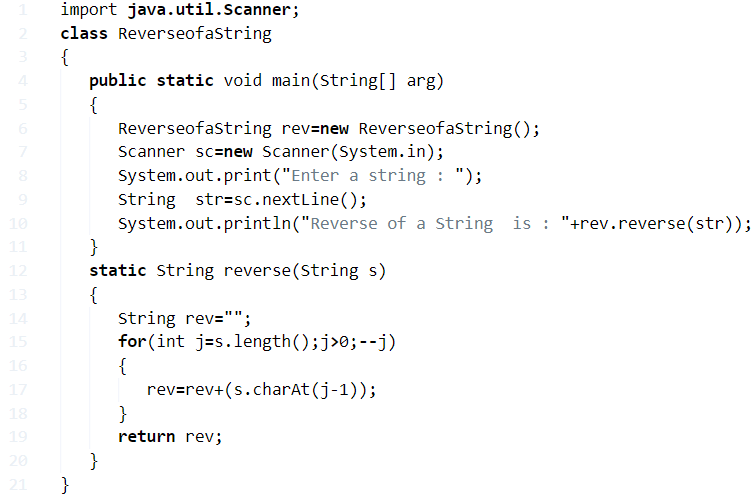 1 import java.util.Scanner;
2 class ReverseofaString
3 {
4 public static void main(String[] arg)
5 {
6 ReverseofaString rev=new ReverseofaString();
7 Scanner sc=new Scanner(System.in);
8 System.out.print("Enter a string : ");
9 String  str=sc.nextLine();
10 System.out.println("Reverse of a String  is : "+rev.reverse(str));
11 }
12 static String reverse(String s)
13 {
14 String rev="";
15 for(int j=s.length();j>0;--j)
16 {
17 rev=rev+(s.charAt(j-1));
18 }
19 return rev;
20 }
21 }